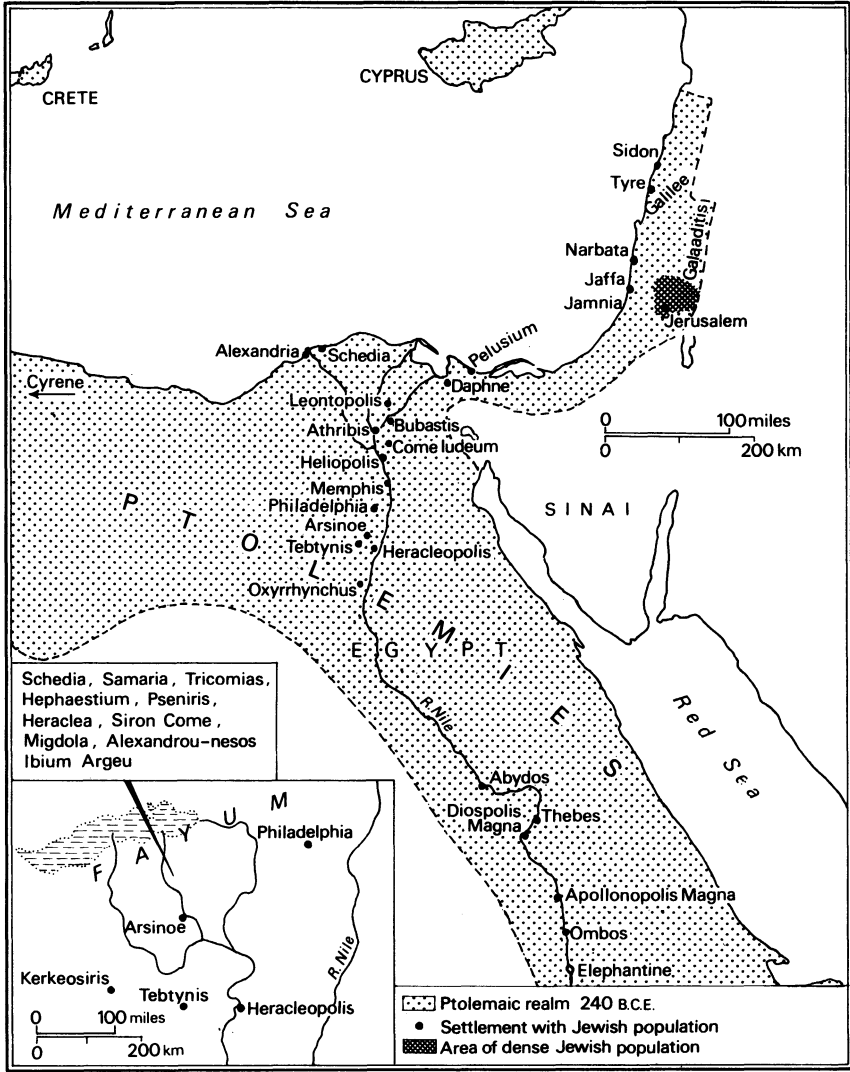 CRETE
CYPRUS
Mediterranean Sea
Sidon
Tyre
Galilee
Galaaditis
Narbata
Jaffa
Jamnia
Jerusalem
Alexandria
Schedia
Pelusium
Cyrene
Daphne
Leontopolis
Bubastis
Athribis
Come Iudeum
Heliopolis
0 100 miles
0 200 km
Memphis
Philadelphia
Arsinoe
Tebtynis
Heracleopolis
Oxyrrhynchus
SINAI
PTOLEMPTIES
EGYPT
R. Nile
Red Sea
Abydos
Diospolis
Magna
Thebes
Apollonopolis Magna
Ombos
Elephantine
Schedia, Samaria, Tricomias,
Hephaestium, Pseniris,
Heraclea, Siron Come,
Migdola, Alexandrou-nesos
Ibium Argeu
FAYUM
Philadelphia
Arsinoe
R. Nile
Kerkeosiris
Tebtynis
Heracleopolis
0 100 miles
0 200 km
Ptolemaic realm 240 B.C.E.
Settlement with Jewish population
Area of dense Jewish population